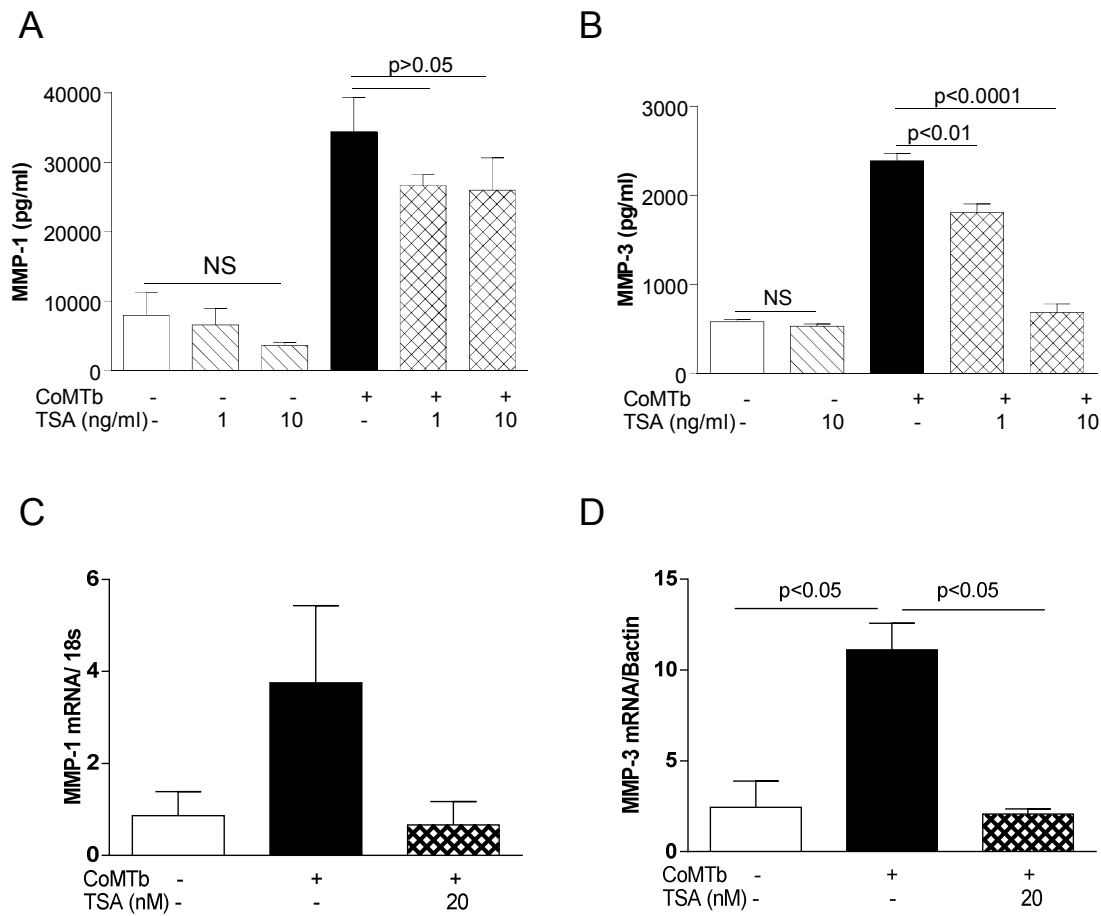 A
p>0.05
40000
30000
20000
10000
0
MMP-1 (pg/ml)
NS
CoMTb - - - + + +
TSA (ng/ml) - 1 10 - 1 10
B
p<0.0001
p<0.01
3000
2000
1000
0
MMP-3 (pg/ml)
NS
CoMTb - - + + +
TSA (ng/ml) - 10 - 1 10
C
6
4
2
0
MMP-1 mRNA/ 18s
CoMTb - + +
TSA (nM) - - 20
D
p<0.05 p<0.05
15
10
5
0
MMP-3 mRNA/Bactin
CoMTb - + +
TSA (nM) - - 20